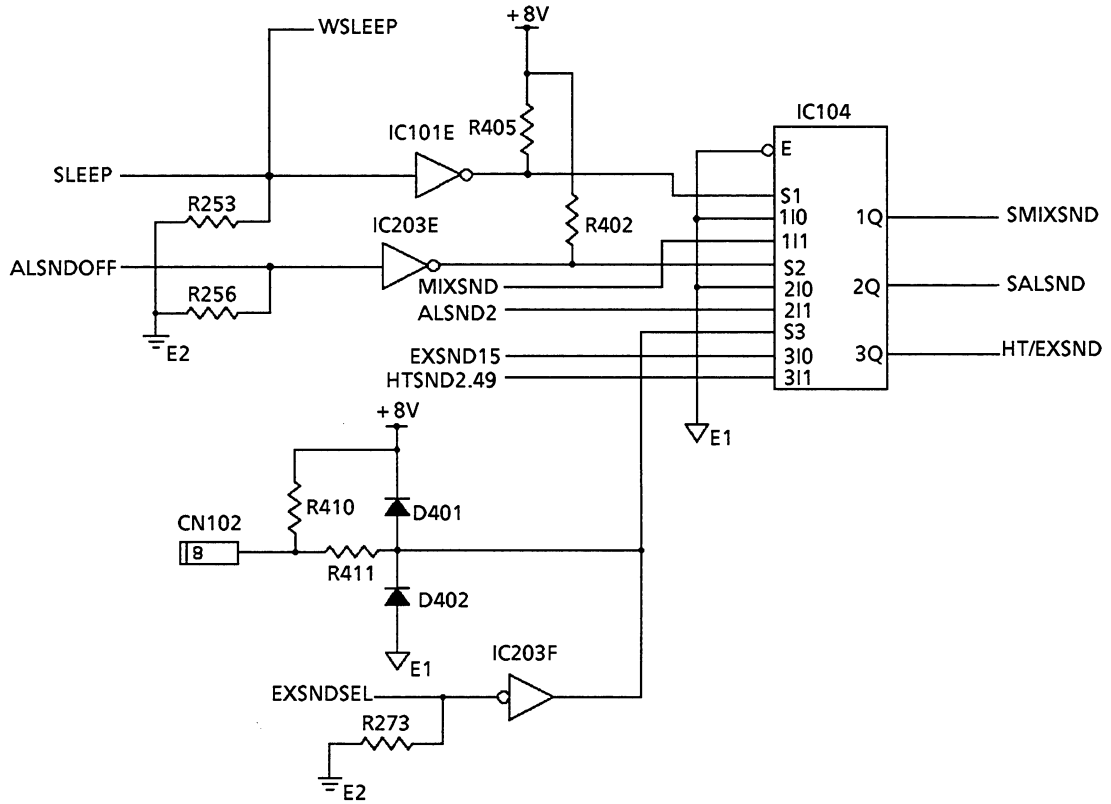 WSLEEP
+8V
IC104
IC101E
R405
E
SLEEP
S1
R253
1I0
1Q
SMIXSND
IC203E
R402
1I1
ALSNDOFF
S2
MIXSND
2I0
2Q
SALSND
R256
ALSND2
2I1
S3
E2
EXSND15
3I0
3Q
HT/EXSND
HTSND2.49
3I1
+8V
E1
R410
D401
CN102
8
R411
D402
E1
IC203F
EXSNDSEL
R273
E2